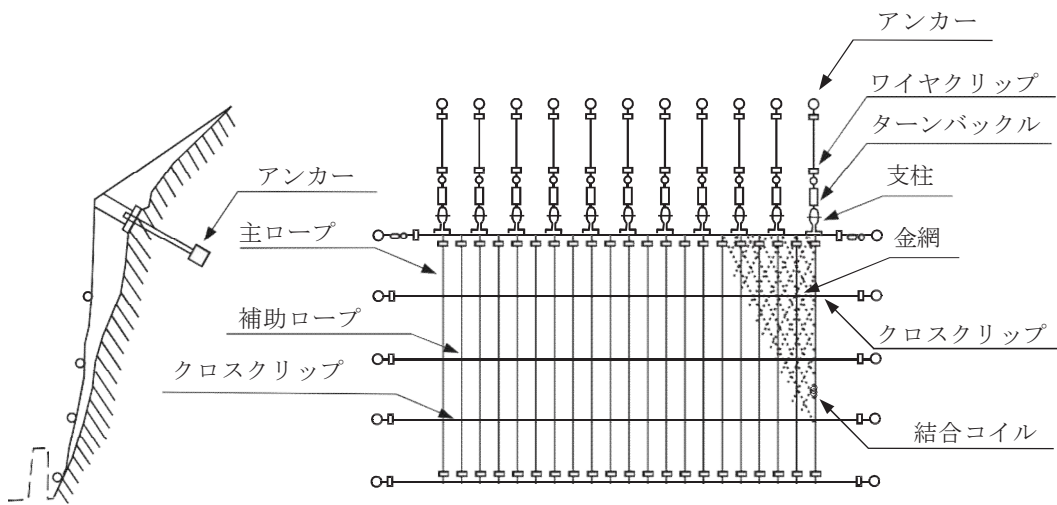 アンカー
ワイヤクリップ
ターンバックル
アンカー
支柱
主ロープ
金網
補助ロープ
クロスクリップ
クロスクリップ
結合コイル